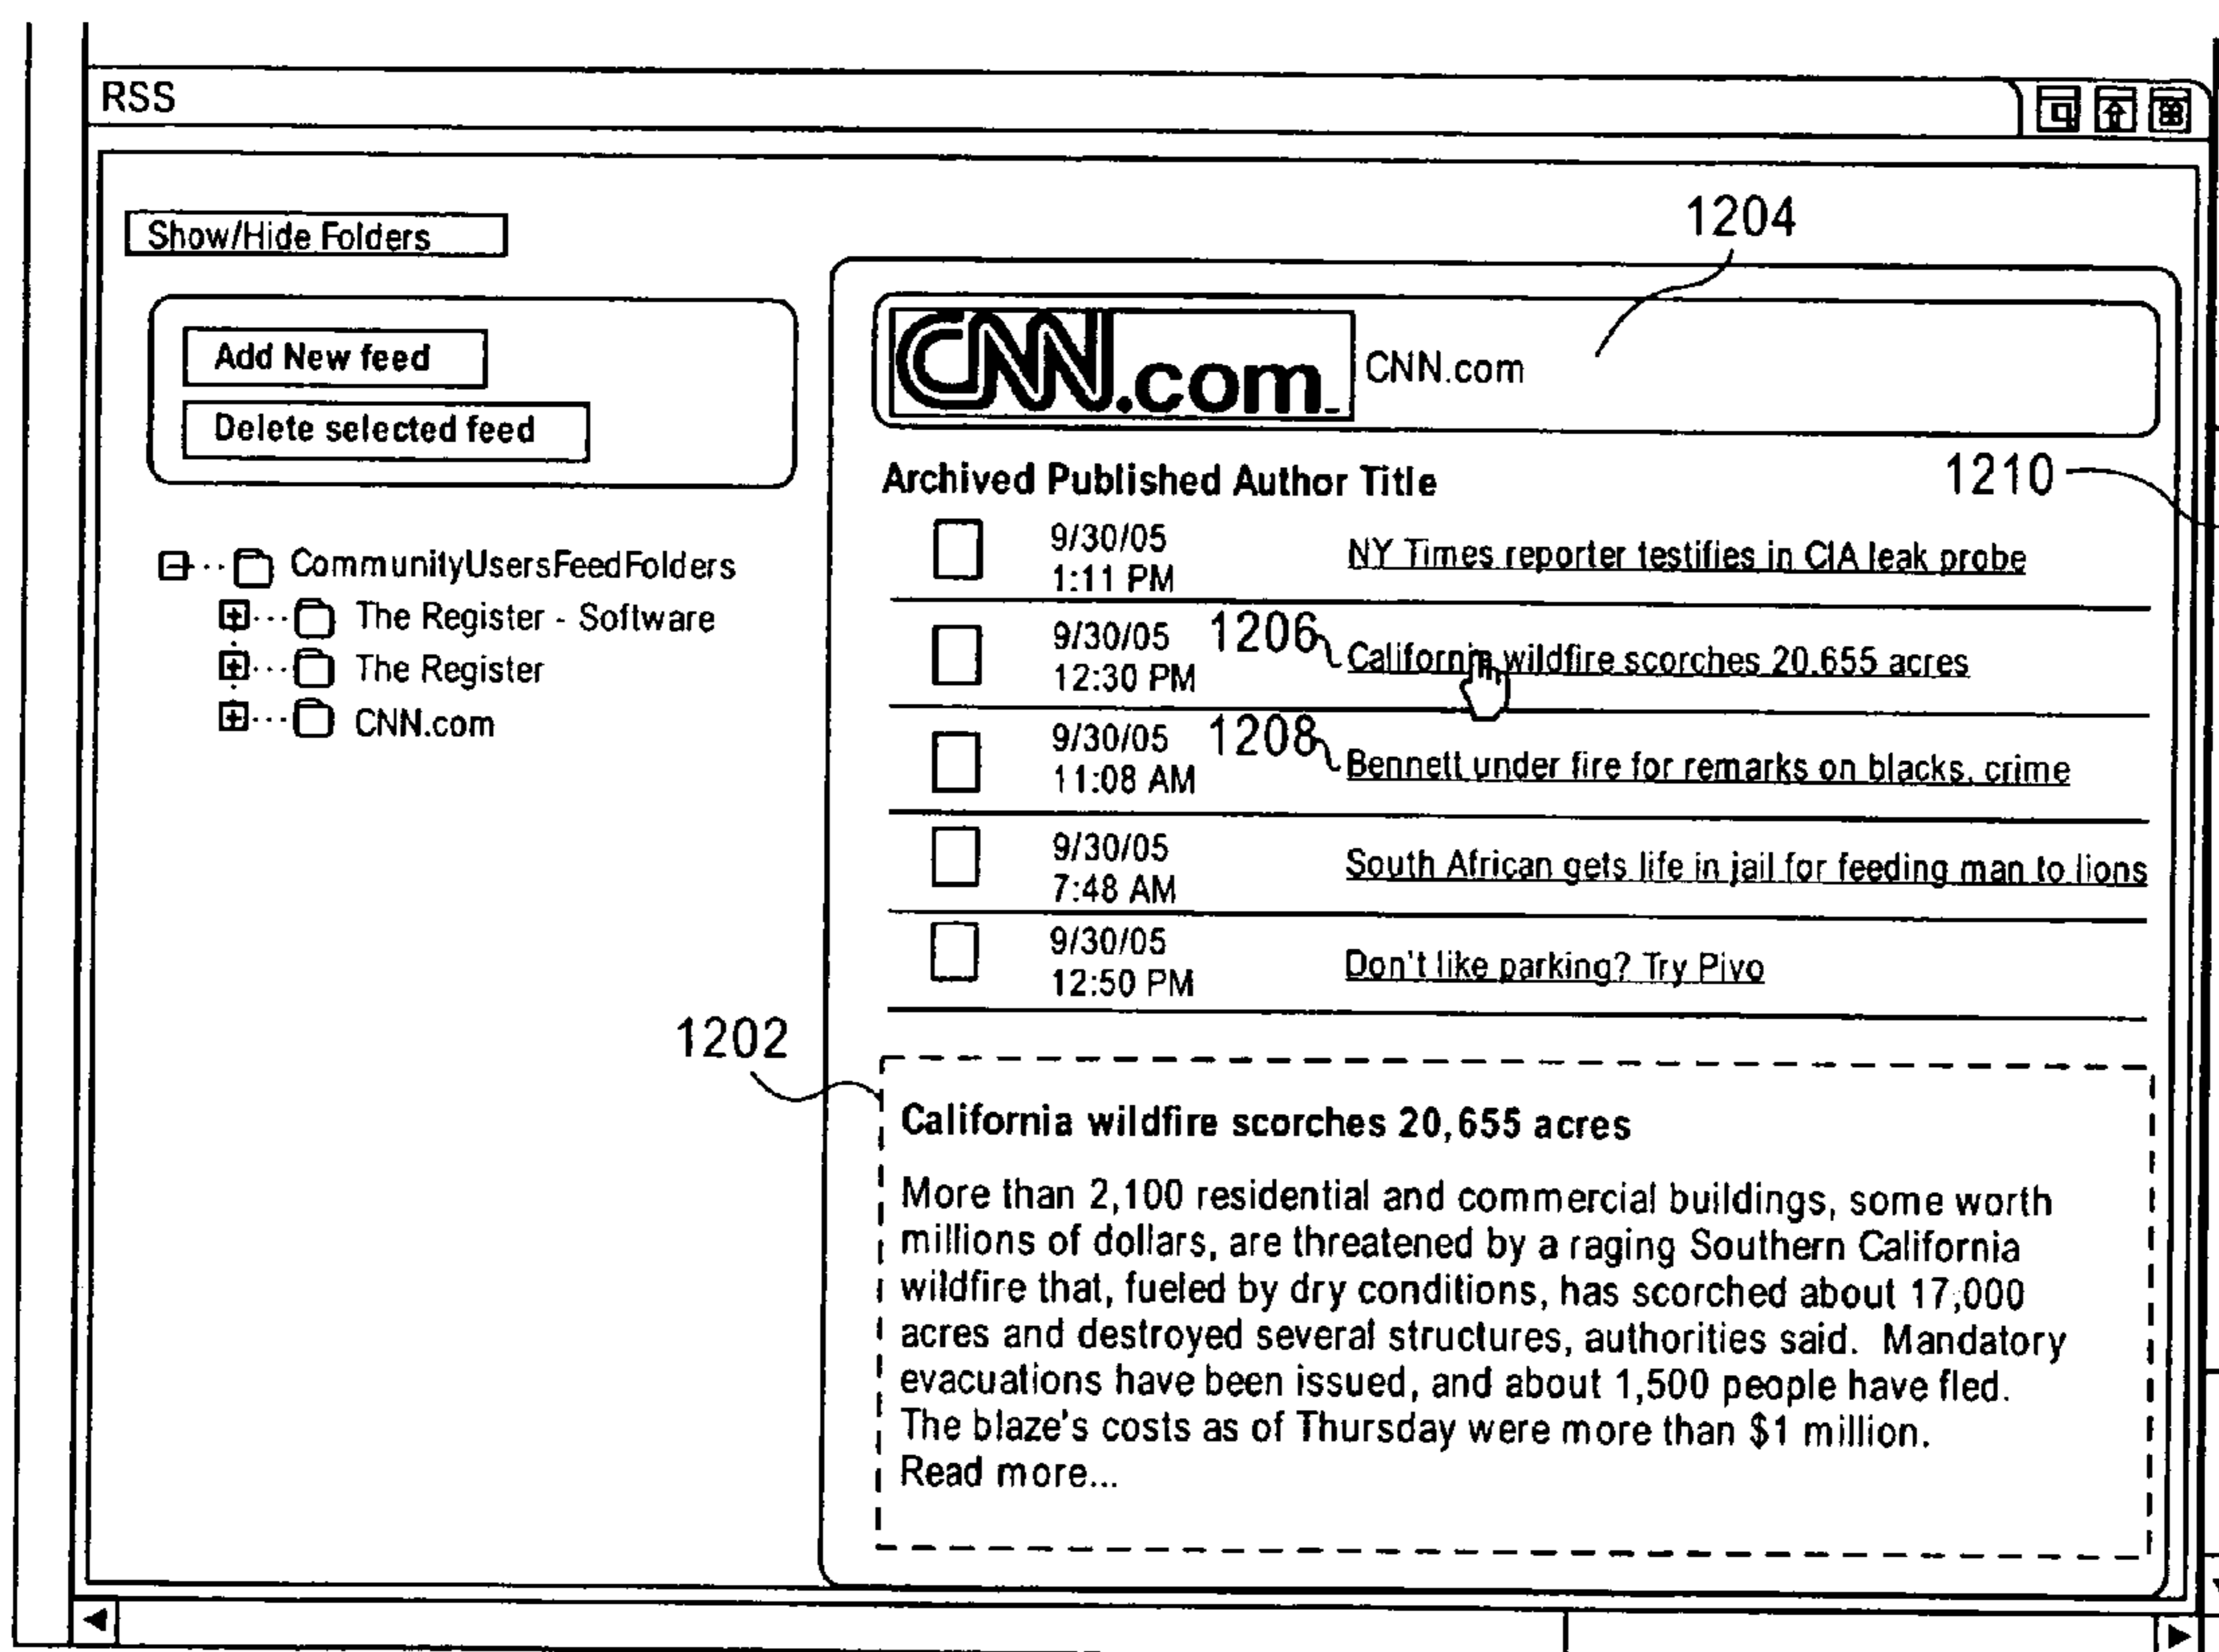 RSS
1204
Show/Hide Folders
Add New feed
Delete selected feed
CNN.com
CNN.com
Archived Published Author Title
1210
9/30/05
1:11 PM
NY Times reporter testifies in CIA leak probe
CommunityUsersFeedFolders
The Register - Software
The Register
CNN.com
9/30/05
12:30 PM
1206
California wildfire scorches 20,655 acres
9/30/05
11:08 AM
1208
Bennett under fire for remarks on blacks, crime
9/30/05
7:48 AM
South African gets life in jail for feeding man to lions
9/30/05
12:50 PM
Don't like parking? Try Pivo
1202
California wildfire scorches 20,655 acres
More than 2,100 residential and commercial buildings, some worth
millions of dollars, are threatened by a raging Southern California
wildfire that, fueled by dry conditions, has scorched about 17,000
acres and destroyed several structures, authorities said. Mandatory
evacuations have been issued, and about 1,500 people have fled.
The blaze's costs as of Thursday were more than $1 million.
Read more...